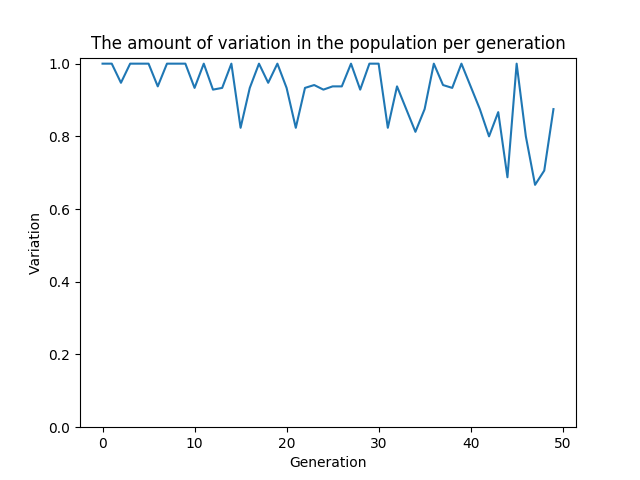 The amount of variation in the population per generation
1.0
0.8
0.6
0.4
0.2
0.0
Variation
0 10 20 30 40 50
Generation